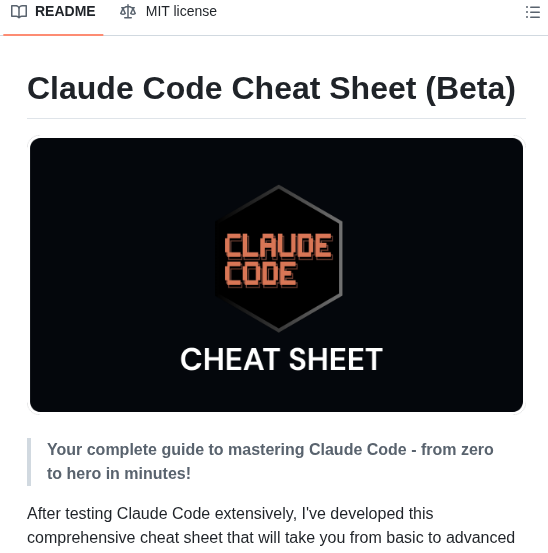 README
MIT license
Claude Code Cheat Sheet (Beta)
CLAUDE
CODE
CHEAT SHEET
Your complete guide to mastering Claude Code - from zero
to hero in minutes!
After testing Claude Code extensively, I've developed this
comprehensive cheat sheet that will take you from basic to advanced